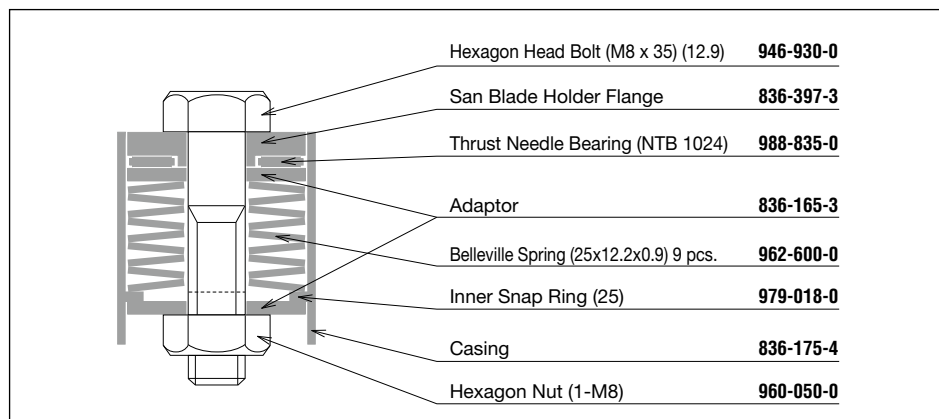 Hexagon Head Bolt (M8 x 35) (12.9) 946-930-0
San Blade Holder Flange 836-397-3
Thrust Needle Bearing (NTB 1024) 988-835-0
Adaptor 836-165-3
Belleville Spring (25x12.2x0.9) 9 pcs. 962-600-0
Inner Snap Ring (25) 979-018-0
Casing 836-175-4
Hexagon Nut (1-M8) 960-050-0